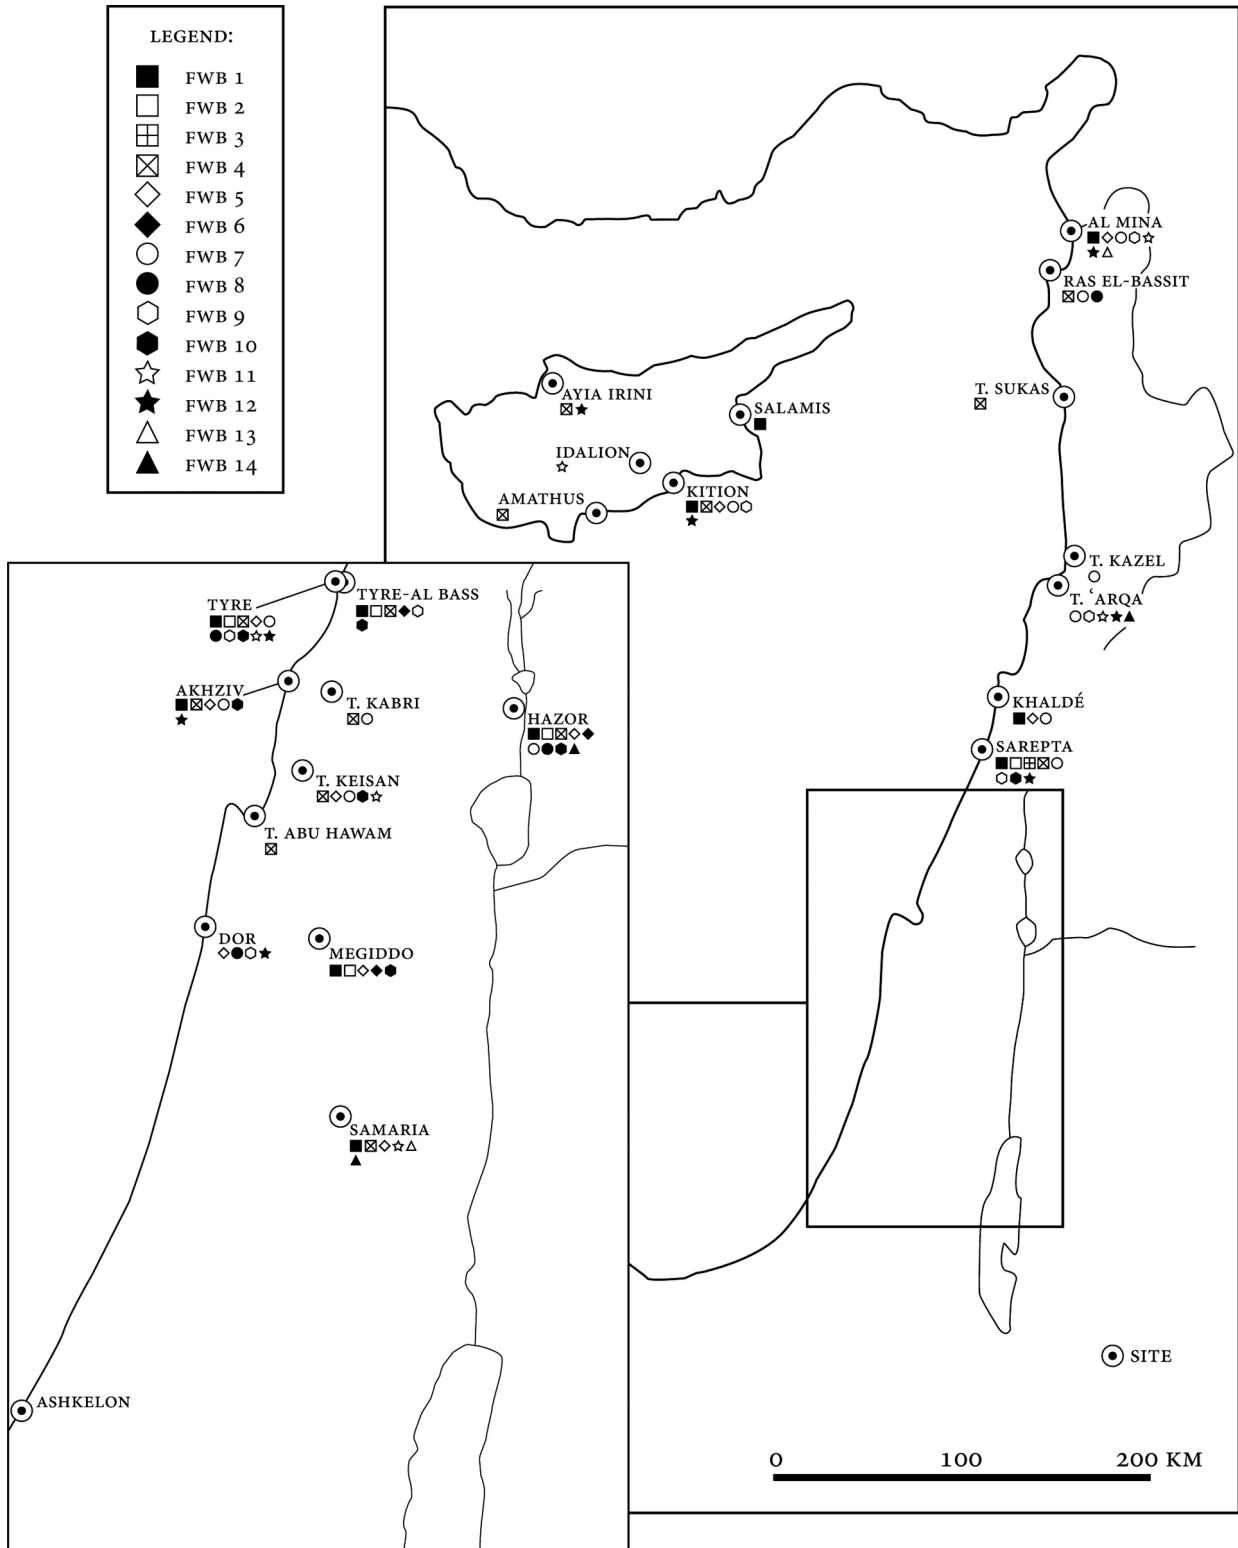 LEGEND:
FWB 1
FWB 2
FWB 3
FWB 4
FWB 5
FWB 6
FWB 7
FWB 8
FWB 9
FWB 10
FWB 11
FWB 12
FWB 13
FWB 14
AL MINA
RAS EL-BASSIT
T. SUKAS
AYIA IRINI
SALAMIS
IDALION
KITION
AMATHUS
T. KAZEL
T. ʿARQA
KHALDÉ
SAREPTA
TYRE
TYRE-AL BASS
AKHZIV
T. KABRI
HAZOR
T. KEISAN
T. ABU HAWAM
DOR
MEGIDDO
SAMARIA
ASHKELON
SITE
0 100 200 KM